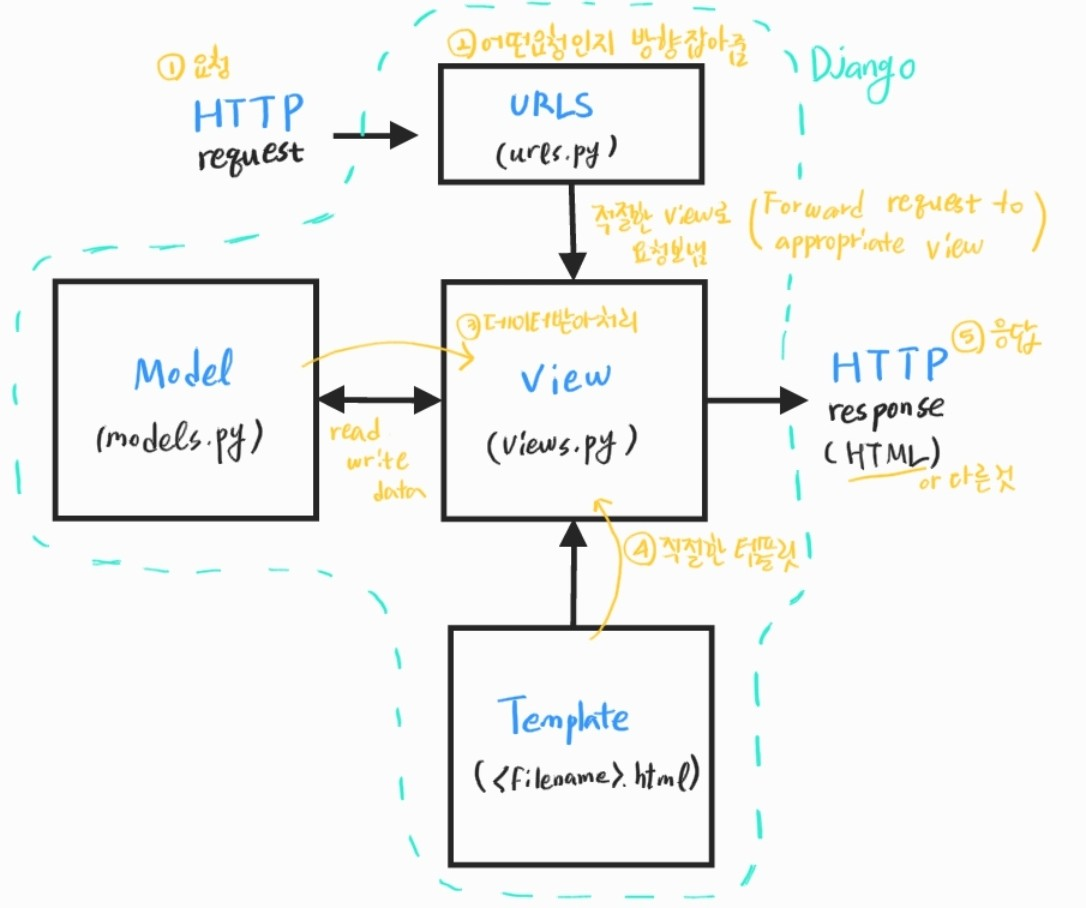 ① 요청
HTTP
request
② 어떤요청인지 방향잡아줌
URLS
(urls.py)
Django
적절한 view로
요청보냄
(Forward request to
appropriate view)
Model
(models.py)
read
write
data
③ 데이터받아처리
View
(views.py)
⑤ 응답
HTTP
response
(HTML)
or 다른것
④ 적절한 템플릿
Template
(<filename>.html)